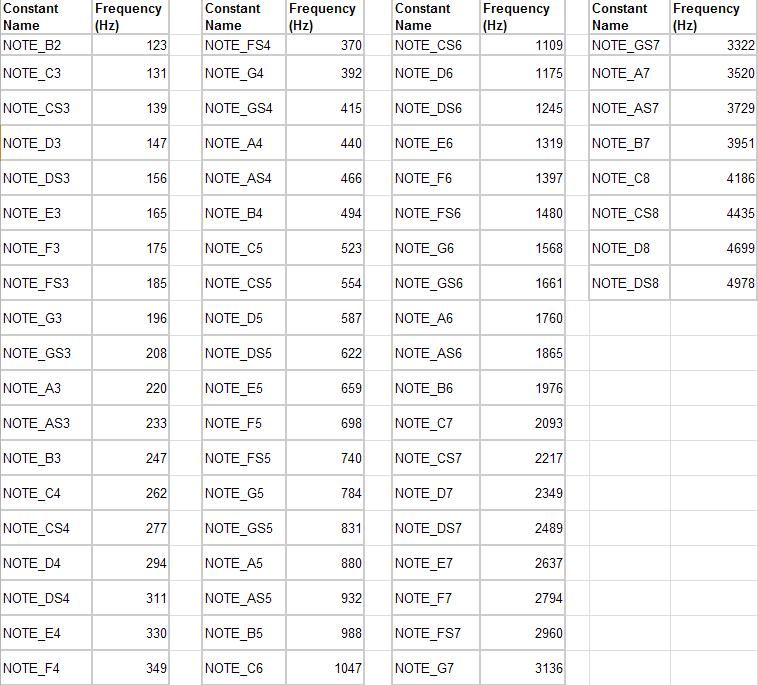 Constant Name Frequency (Hz) Constant Name Frequency (Hz) Constant Name Frequency (Hz) Constant Name Frequency (Hz)
NOTE_B2 123 NOTE_FS4 370 NOTE_CS6 1109 NOTE_GS7 3322
NOTE_C3 131 NOTE_G4 392 NOTE_D6 1175 NOTE_A7 3520
NOTE_CS3 139 NOTE_GS4 415 NOTE_DS6 1245 NOTE_AS7 3729
NOTE_D3 147 NOTE_A4 440 NOTE_E6 1319 NOTE_B7 3951
NOTE_DS3 156 NOTE_AS4 466 NOTE_F6 1397 NOTE_C8 4186
NOTE_E3 165 NOTE_B4 494 NOTE_FS6 1480 NOTE_CS8 4435
NOTE_F3 175 NOTE_C5 523 NOTE_G6 1568 NOTE_D8 4699
NOTE_FS3 185 NOTE_CS5 554 NOTE_GS6 1661 NOTE_DS8 4978
NOTE_G3 196 NOTE_D5 587 NOTE_A6 1760
NOTE_GS3 208 NOTE_DS5 622 NOTE_AS6 1865
NOTE_A3 220 NOTE_E5 659 NOTE_B6 1976
NOTE_AS3 233 NOTE_F5 698 NOTE_C7 2093
NOTE_B3 247 NOTE_FS5 740 NOTE_CS7 2217
NOTE_C4 262 NOTE_G5 784 NOTE_D7 2349
NOTE_CS4 277 NOTE_GS5 831 NOTE_DS7 2489
NOTE_D4 294 NOTE_A5 880 NOTE_E7 2637
NOTE_DS4 311 NOTE_AS5 932 NOTE_F7 2794
NOTE_E4 330 NOTE_B5 988 NOTE_FS7 2960
NOTE_F4 349 NOTE_C6 1047 NOTE_G7 3136